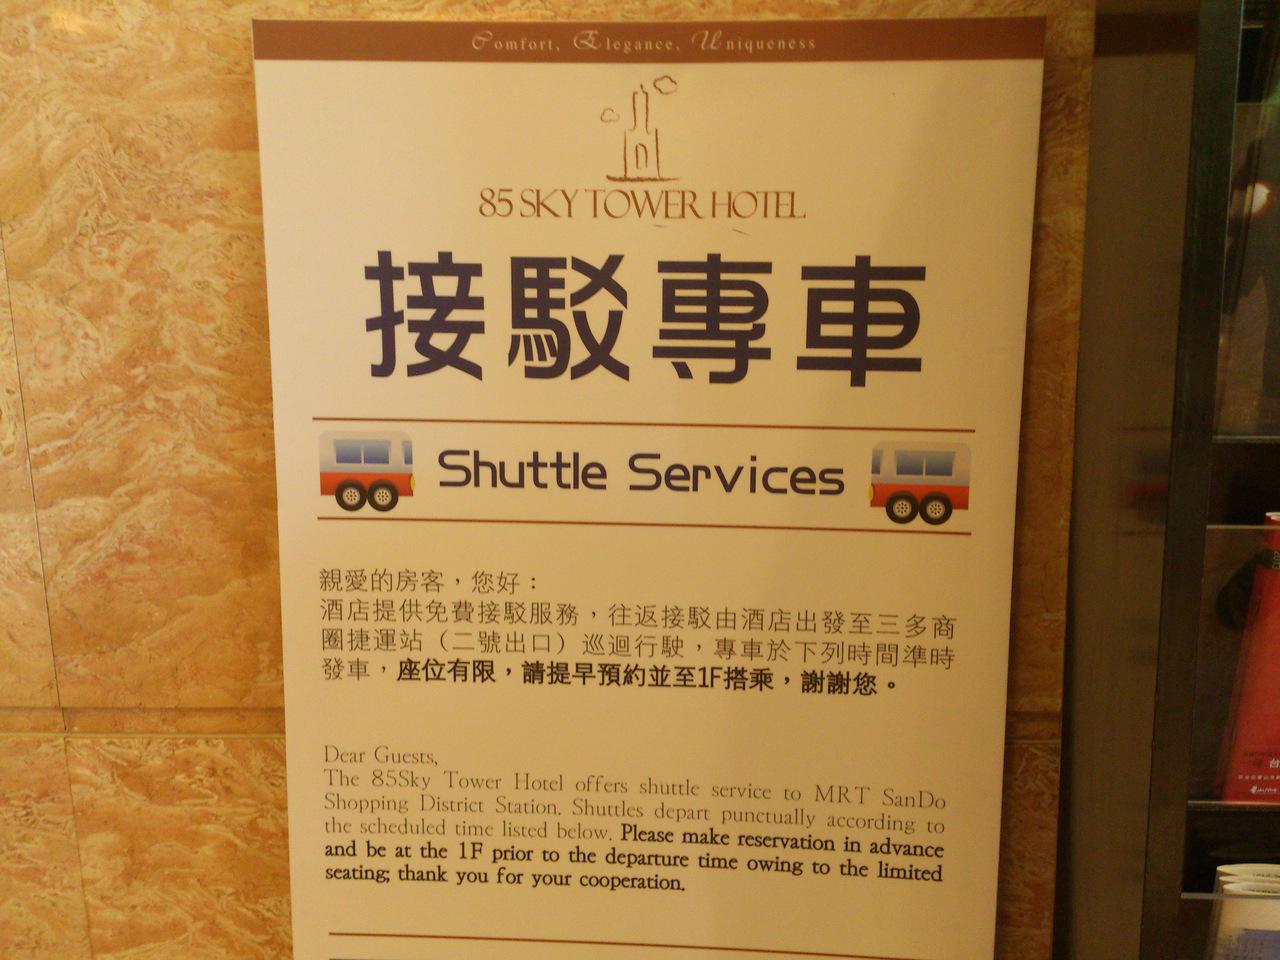 Comfort, Elegance, Uniqueness
85 SKY TOWER HOTEL
接駁專車
Shuttle Services
親愛的房客，您好：
酒店提供免費接駁服務，往返接駁由酒店出發至三多商
圈捷運站（二號出口）巡迴行駛，專車於下列時間準時
發車，座位有限，請提早預約並至1F搭乘，謝謝您。
Dear Guests,
The 85Sky Tower Hotel offers shuttle service to MRT SanDo
Shopping District Station. Shuttles depart punctually according to
the scheduled time listed below. Please make reservation in advance
and be at the 1F prior to the departure time owing to the limited
seating; thank you for your cooperation.
台